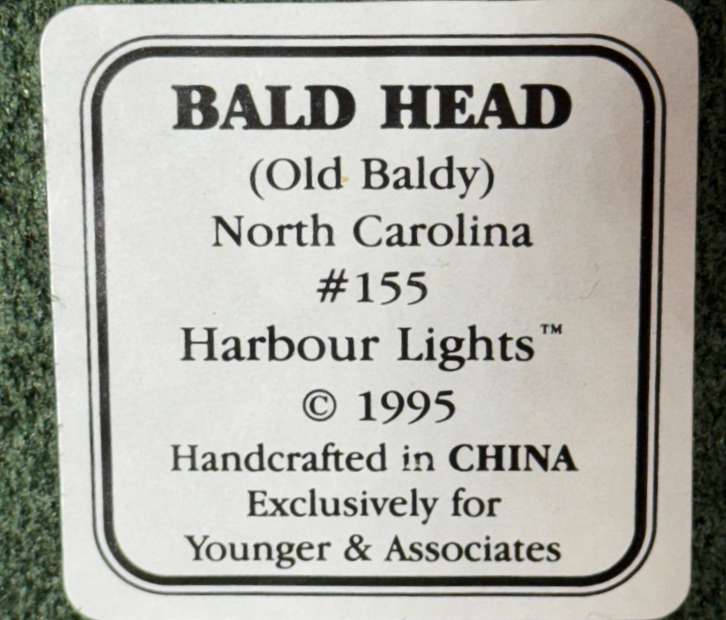 BALD HEAD
(Old Baldy)
North Carolina
#155
Harbour Lights™
© 1995
Handcrafted in CHINA
Exclusively for
Younger & Associates